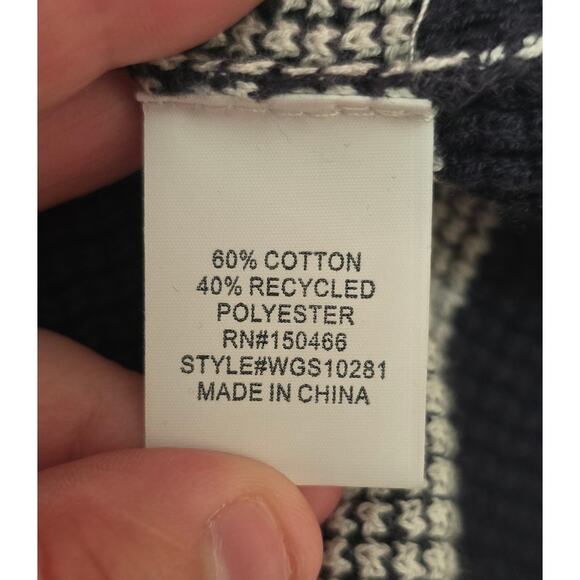 60% COTTON
40% RECYCLED
POLYESTER
RN#150466
STYLE#WGS10281
MADE IN CHINA